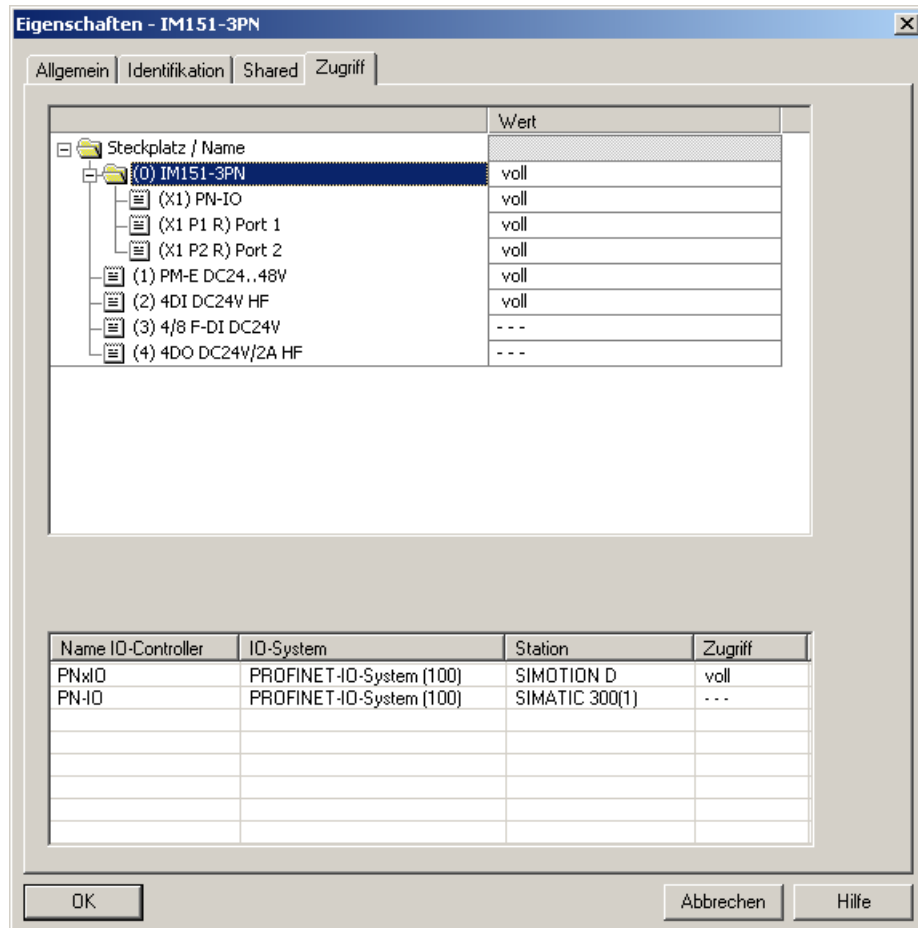 Eigenschaften - IM151-3PN
Allgemein Identifikation Shared Zugriff
Wert
Steckplatz / Name
(0) IM151-3PN voll
(X1) PN-IO voll
(X1 P1 R) Port 1 voll
(X1 P2 R) Port 2 voll
(1) PM-E DC24..48V voll
(2) 4DI DC24V HF voll
(3) 4/8 F-DI DC24V - - -
(4) 4DO DC24V/2A HF - - -
Name IO-Controller IO-System Station Zugriff
PNxIO PROFINET-IO-System (100) SIMOTION D voll
PN-IO PROFINET-IO-System (100) SIMATIC 300(1) - - -
OK Abbrechen Hilfe